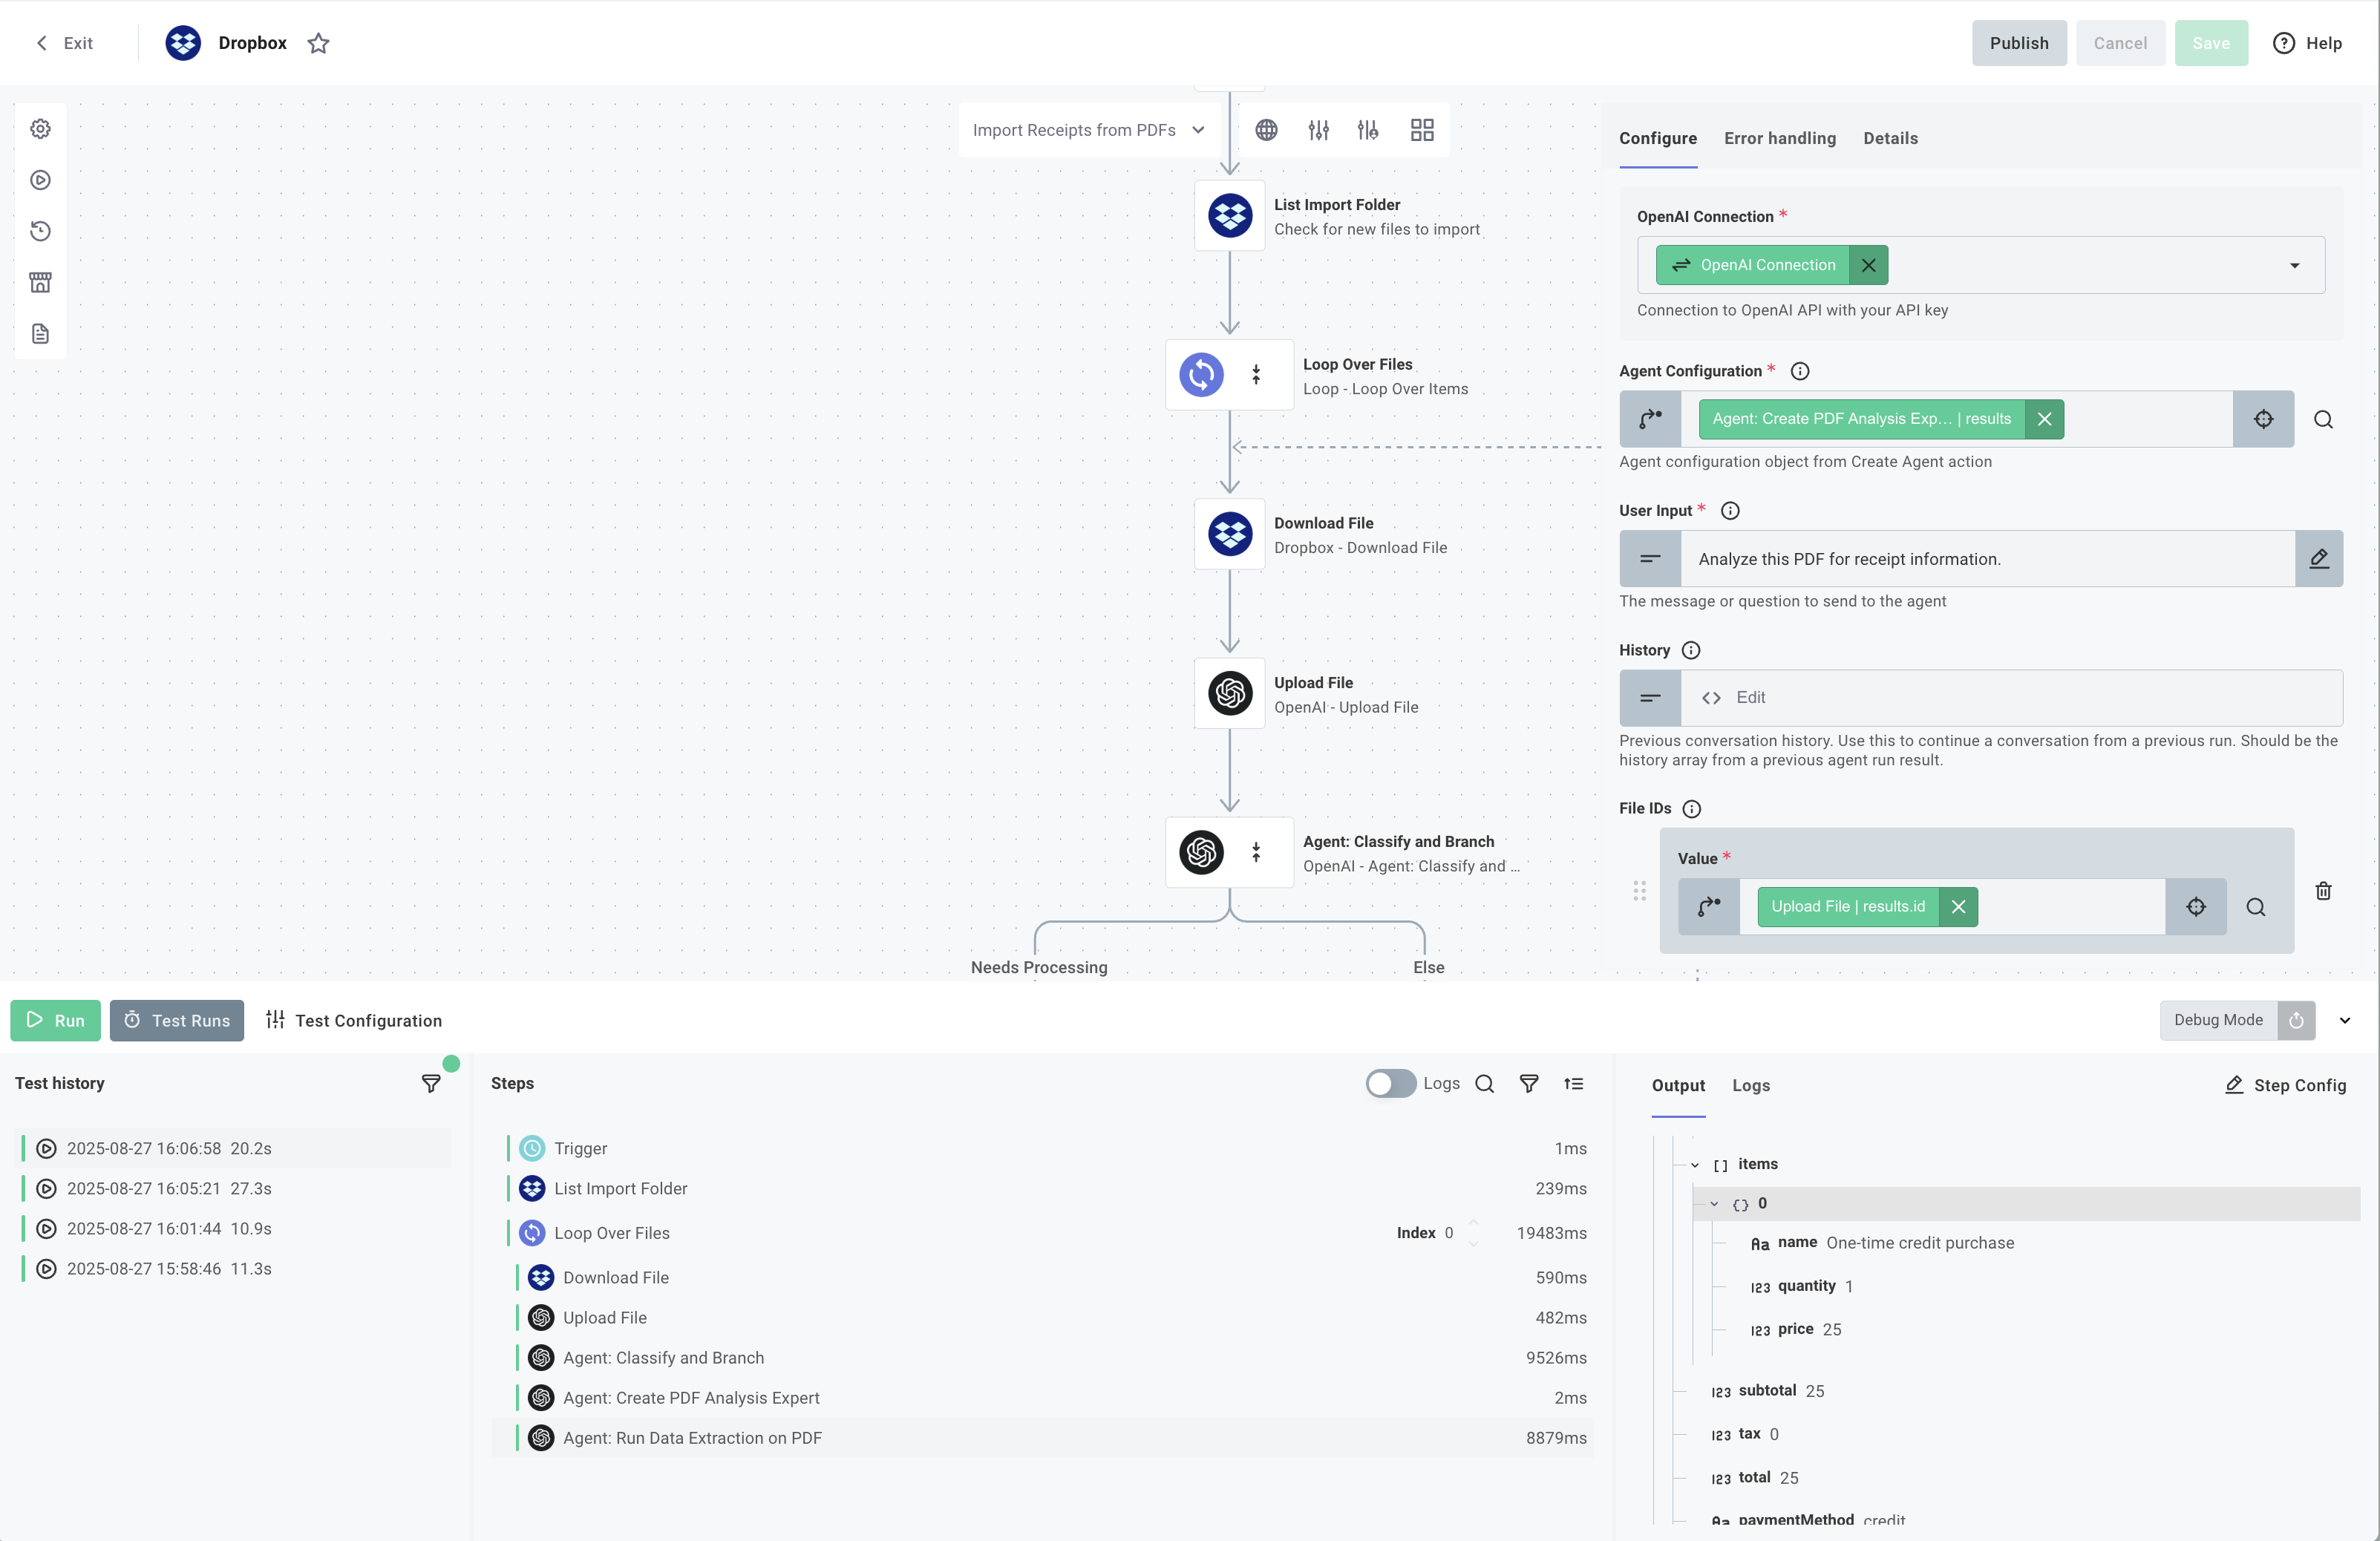 Exit
Dropbox
Publish
Cancel
Save
Help
Import Receipts from PDFs
List Import Folder
Check for new files to import
Loop Over Files
Loop - Loop Over Items
Download File
Dropbox - Download File
Upload File
OpenAI - Upload File
Agent: Classify and Branch
OpenAI - Agent: Classify and ...
Needs Processing
Else
Configure
Error handling
Details
OpenAI Connection *
OpenAI Connection
Connection to OpenAI API with your API key
Agent Configuration *
Agent: Create PDF Analysis Exp... | results
Agent configuration object from Create Agent action
User Input *
Analyze this PDF for receipt information.
The message or question to send to the agent
History
Edit
Previous conversation history. Use this to continue a conversation from a previous run. Should be the
history array from a previous agent run result.
File IDs
Value *
Upload File | results.id
Run
Test Runs
Test Configuration
Debug Mode
Test history
2025-08-27 16:06:58 20.2s
2025-08-27 16:05:21 27.3s
2025-08-27 16:01:44 10.9s
2025-08-27 15:58:46 11.3s
Steps
Logs
Trigger 1ms
List Import Folder 239ms
Loop Over Files Index 0 19483ms
Download File 590ms
Upload File 482ms
Agent: Classify and Branch 9526ms
Agent: Create PDF Analysis Expert 2ms
Agent: Run Data Extraction on PDF 8879ms
Output
Logs
Step Config
[] items
{} 0
Aa name One-time credit purchase
123 quantity 1
123 price 25
123 subtotal 25
123 tax 0
123 total 25
Aa paymentMethod credit